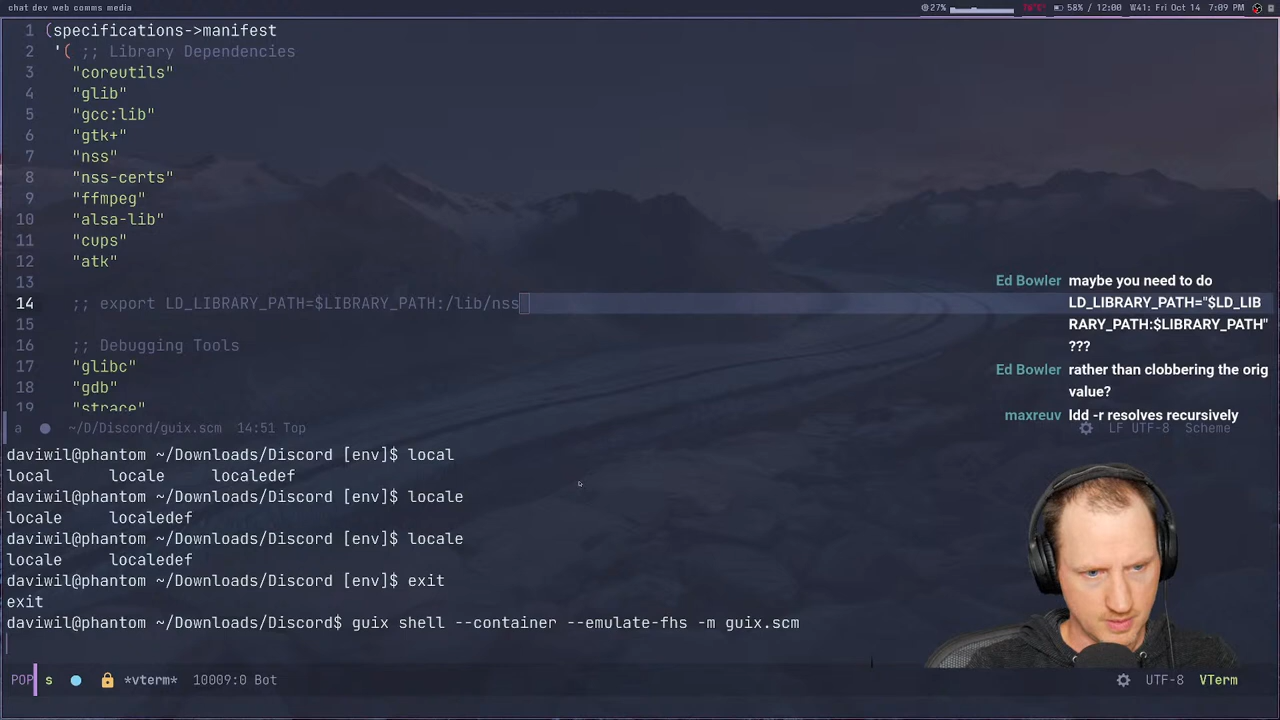 chat dev web comms media
27%
58% / 12:00 W41: Fri Oct 14 7:09 PM
1 (specifications->manifest
2 '( ;; Library Dependencies
3 "coreutils"
4 "glib"
5 "gcc:lib"
6 "gtk+"
7 "nss"
8 "nss-certs"
9 "ffmpeg"
10 "alsa-lib"
11 "cups"
12 "atk"
13
14 ;; export LD_LIBRARY_PATH=$LIBRARY_PATH:/lib/nss
15
16 ;; Debugging Tools
17 "glibc"
18 "gdb"
19 "strace"
a ~/D/Discord/guix.scm 14:51 Top
LF UTF-8 Scheme
Ed Bowler maybe you need to do
LD_LIBRARY_PATH="$LD_LIB
RARY_PATH:$LIBRARY_PATH"
???
Ed Bowler rather than clobbering the orig
value?
maxreuv ldd -r resolves recursively
daviwil@phantom ~/Downloads/Discord [env]$ local
local locale localedef
daviwil@phantom ~/Downloads/Discord [env]$ locale
locale localedef
daviwil@phantom ~/Downloads/Discord [env]$ locale
locale localedef
daviwil@phantom ~/Downloads/Discord [env]$ exit
exit
daviwil@phantom ~/Downloads/Discord$ guix shell --container --emulate-fhs -m guix.scm
POP s *vterm* 10009:0 Bot
UTF-8 VTerm